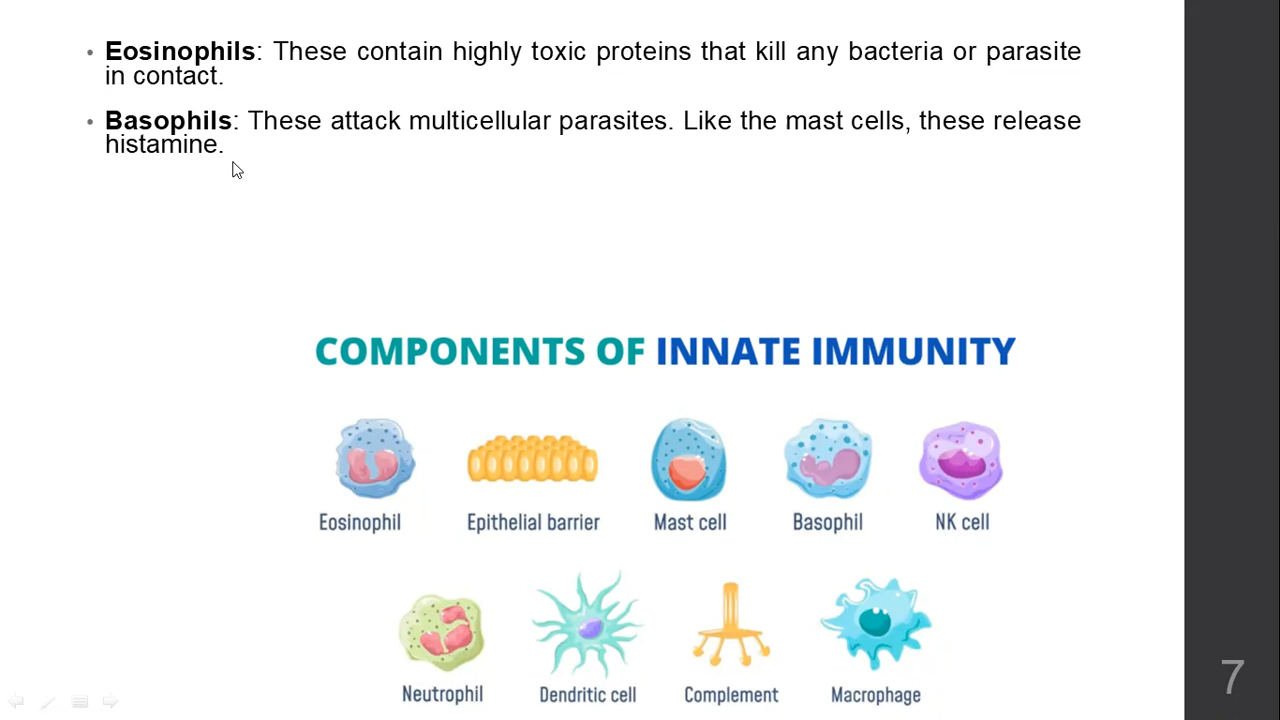 • Eosinophils: These contain highly toxic proteins that kill any bacteria or parasite
in contact.
• Basophils: These attack multicellular parasites. Like the mast cells, these release
histamine.
COMPONENTS OF INNATE IMMUNITY
Eosinophil Epithelial barrier Mast cell Basophil NK cell
Neutrophil Dendritic cell Complement Macrophage
7